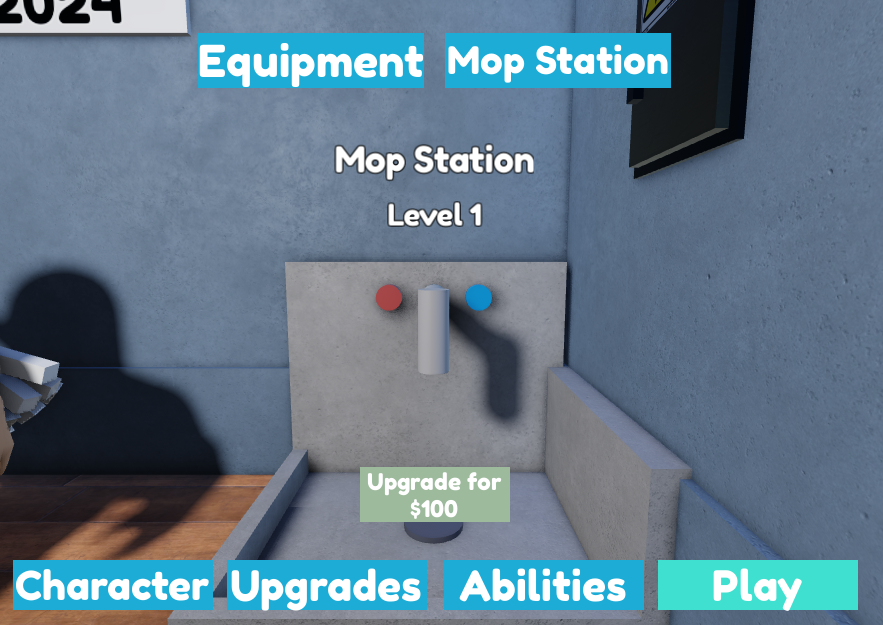 2024
Equipment
Mop Station
Mop Station
Level 1
Upgrade for
$100
Character
Upgrades
Abilities
Play